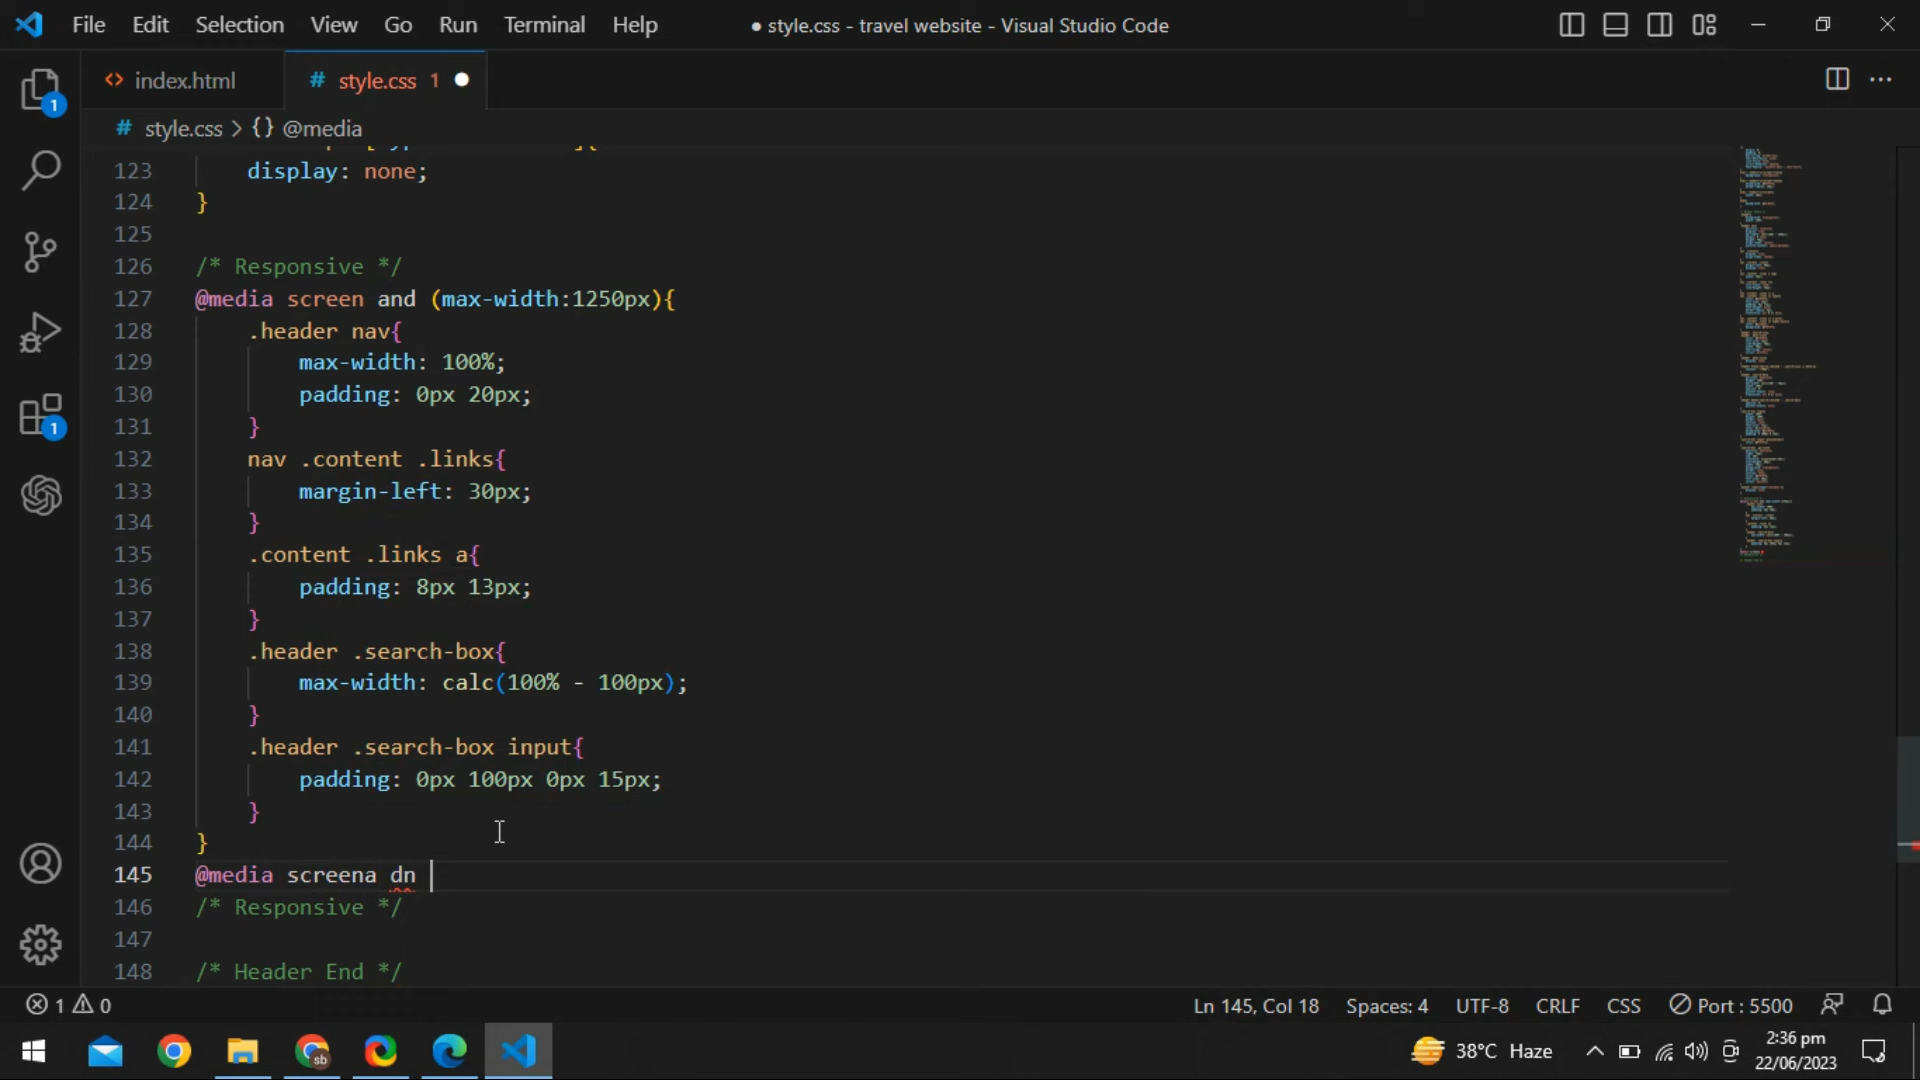 File Edit Selection View Go Run Terminal Help ● style.css - travel website - Visual Studio Code
index.html # style.css 1
# style.css > {} @media
123 display: none;
124 }
125
126 /* Responsive */
127 @media screen and (max-width:1250px){
128 .header nav{
129 max-width: 100%;
130 padding: 0px 20px;
131 }
132 nav .content .links{
133 margin-left: 30px;
134 }
135 .content .links a{
136 padding: 8px 13px;
137 }
138 .header .search-box{
139 max-width: calc(100% - 100px);
140 }
141 .header .search-box input{
142 padding: 0px 100px 0px 15px;
143 }
144 }
145 @media screena dn
146 /* Responsive */
147
148 /* Header End */
1
1
1 0 Ln 145, Col 18 Spaces: 4 UTF-8 CRLF CSS Port : 5500
sb 38°C Haze 2:36 pm
22/06/2023